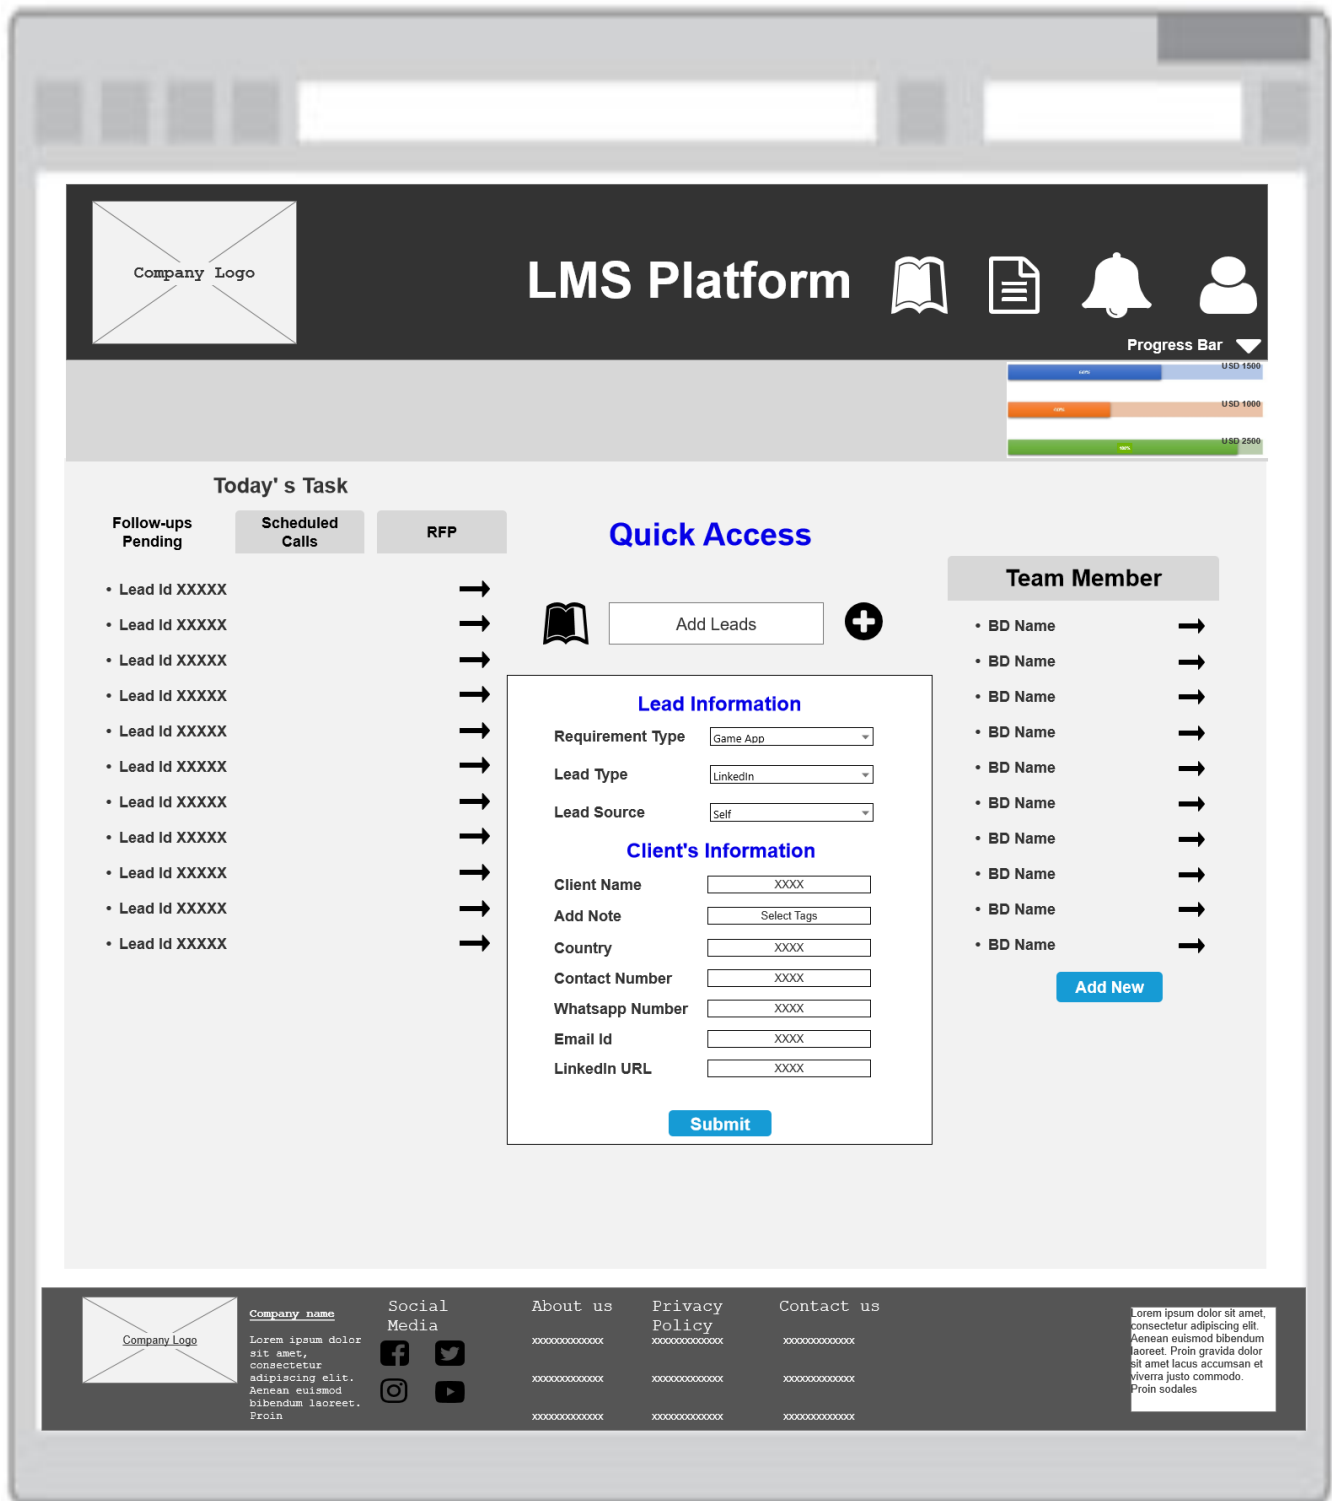 Company Logo
LMS Platform
Progress Bar
USD 1500
USD 1000
USD 2500
Today' s Task
Follow-ups
Pending
Scheduled
Calls
RFP
• Lead Id XXXXX
• Lead Id XXXXX
• Lead Id XXXXX
• Lead Id XXXXX
• Lead Id XXXXX
• Lead Id XXXXX
• Lead Id XXXXX
• Lead Id XXXXX
• Lead Id XXXXX
• Lead Id XXXXX
• Lead Id XXXXX
Quick Access
Add Leads
Lead Information
Requirement Type Game App
Lead Type LinkedIn
Lead Source Self
Client's Information
Client Name XXXX
Add Note Select Tags
Country XXXX
Contact Number XXXX
Whatsapp Number XXXX
Email Id XXXX
LinkedIn URL XXXX
Submit
Team Member
• BD Name
• BD Name
• BD Name
• BD Name
• BD Name
• BD Name
• BD Name
• BD Name
• BD Name
• BD Name
Add New
Company Logo
Company name
Lorem ipsum dolor
sit amet,
consectetur
adipiscing elit.
Aenean euismod
bibendum laoreet.
Proin
Social
Media
About us
xxxxxxxxxxxxx
xxxxxxxxxxxxx
xxxxxxxxxxxxx
Privacy
Policy
xxxxxxxxxxxxx
xxxxxxxxxxxxx
xxxxxxxxxxxxx
Contact us
xxxxxxxxxxxxx
xxxxxxxxxxxxx
xxxxxxxxxxxxx
Lorem ipsum dolor sit amet,
consectetur adipiscing elit.
Aenean euismod bibendum
laoreet. Proin gravida dolor
sit amet lacus accumsan et
viverra justo commodo.
Proin sodales